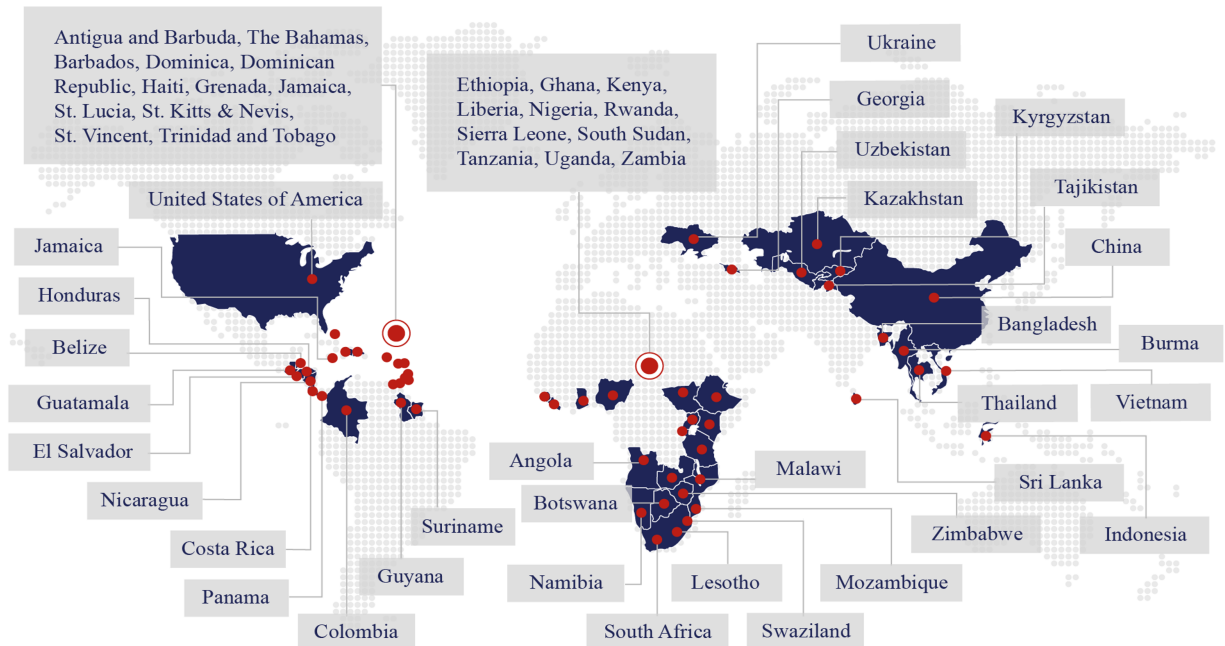 Antigua and Barbuda, The Bahamas,
Barbados, Dominica, Dominican
Republic, Haiti, Grenada, Jamaica,
St. Lucia, St. Kitts & Nevis,
St. Vincent, Trinidad and Tobago
Ethiopia, Ghana, Kenya,
Liberia, Nigeria, Rwanda,
Sierra Leone, South Sudan,
Tanzania, Uganda, Zambia
Ukraine
Georgia
Kyrgyzstan
Uzbekistan
Tajikistan
Kazakhstan
United States of America
Jamaica
China
Honduras
Bangladesh
Belize
Burma
Guatamala
Thailand
Vietnam
El Salvador
Angola
Malawi
Nicaragua
Sri Lanka
Botswana
Suriname
Zimbabwe
Indonesia
Costa Rica
Guyana
Namibia
Lesotho
Mozambique
Panama
Colombia
South Africa
Swaziland